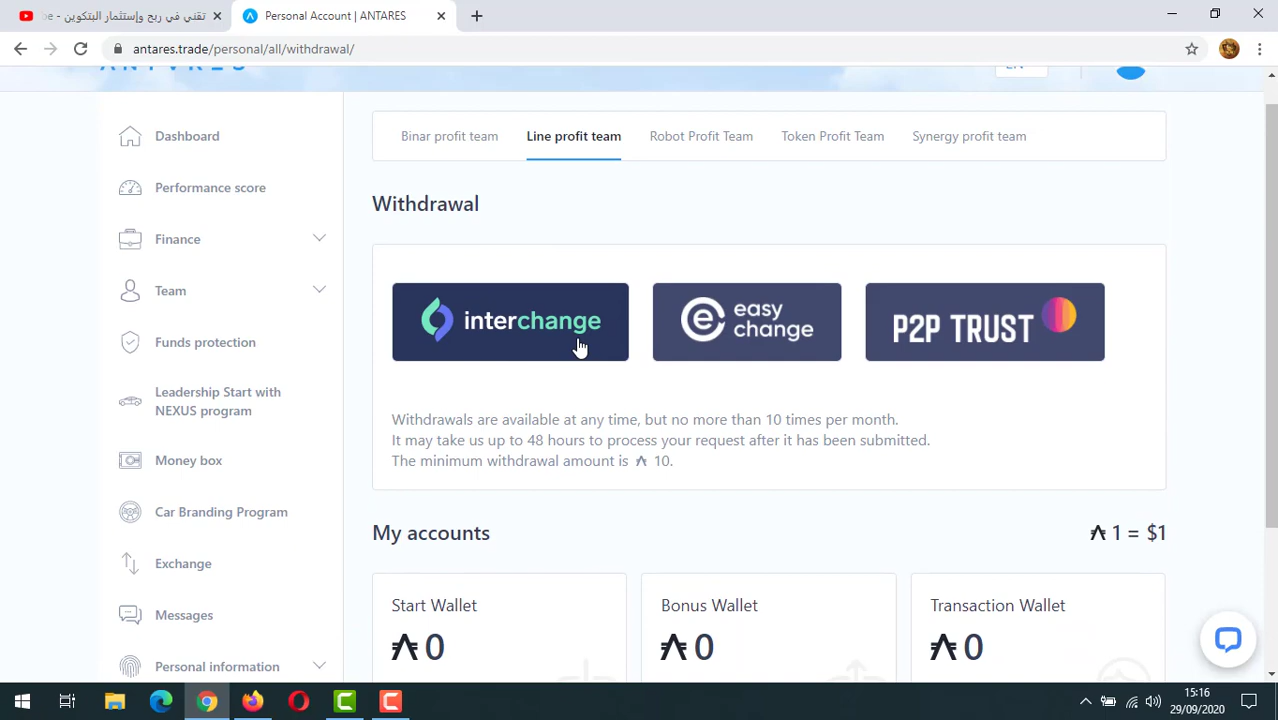 تقني في ربح وإستثمار البتكوين - be
Personal Account | ANTARES
antares.trade/personal/all/withdrawal/
Dashboard
Performance score
Finance
Team
Funds protection
Leadership Start with
NEXUS program
Money box
Car Branding Program
Exchange
Messages
Personal information
Binar profit team
Line profit team
Robot Profit Team
Token Profit Team
Synergy profit team
Withdrawal
interchange
easy
change
P2P TRUST
Withdrawals are available at any time, but no more than 10 times per month.
It may take us up to 48 hours to process your request after it has been submitted.
The minimum withdrawal amount is 10.
My accounts
1 = $1
Start Wallet
0
Bonus Wallet
0
Transaction Wallet
0
15:16
29/09/2020